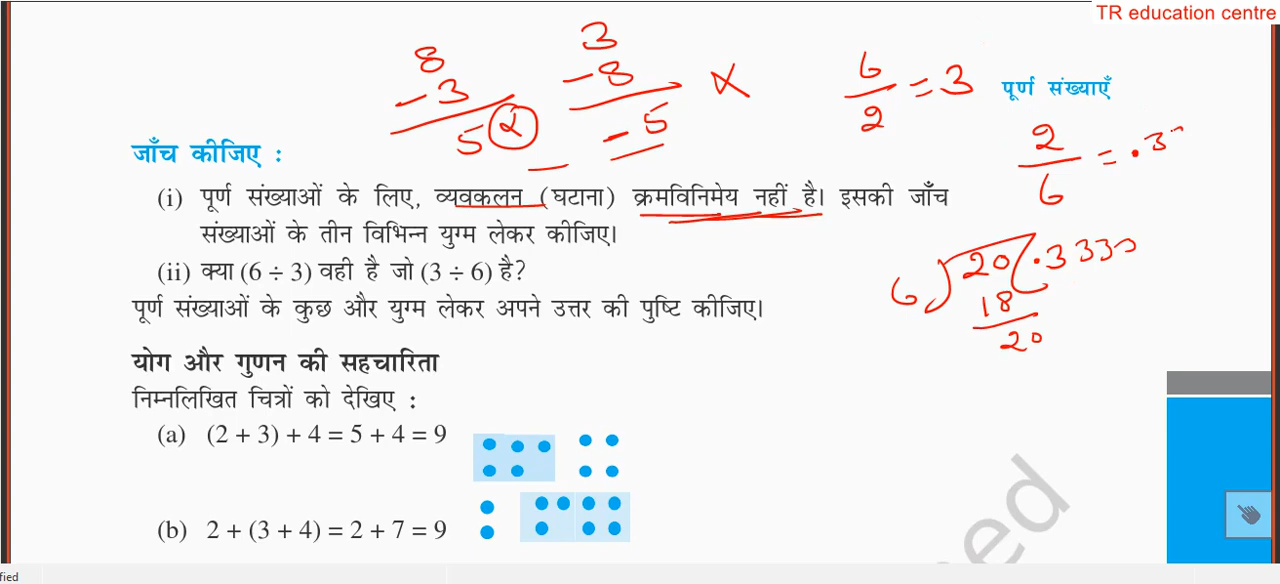 TR education centre
8
- 3
5
3
- 8
- 5
6
2
= 3
पूर्ण संख्याएँ
2
6
= .3
जाँच कीजिए :
(i) पूर्ण संख्याओं के लिए, व्यवकलन (घटाना) क्रमविनिमेय नहीं है। इसकी जाँच
संख्याओं के तीन विभिन्न युग्म लेकर कीजिए।
(ii) क्या (6 ÷ 3) वही है जो (3 ÷ 6) है?
पूर्ण संख्याओं के कुछ और युग्म लेकर अपने उत्तर की पुष्टि कीजिए।
6 ) 20 ( .333
18
20
योग और गुणन की सहचारिता
निम्नलिखित चित्रों को देखिए :
(a) (2 + 3) + 4 = 5 + 4 = 9
(b) 2 + (3 + 4) = 2 + 7 = 9